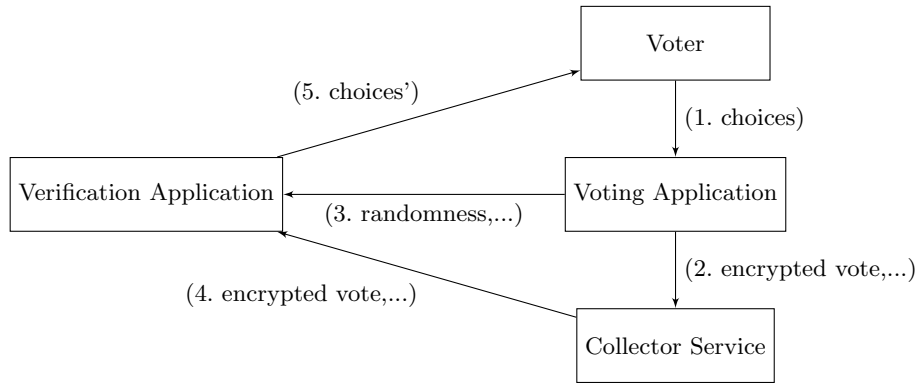 Voter
(5. choices')
(1. choices)
Verification Application
Voting Application
(3. randomness,...)
(2. encrypted vote,...)
(4. encrypted vote,...)
Collector Service